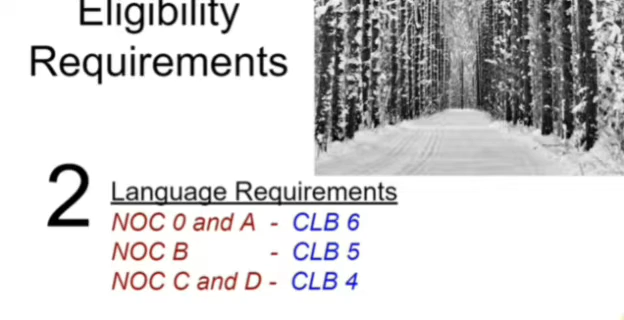 Eligibility
Requirements
2
Language Requirements
NOC 0 and A - CLB 6
NOC B - CLB 5
NOC C and D - CLB 4